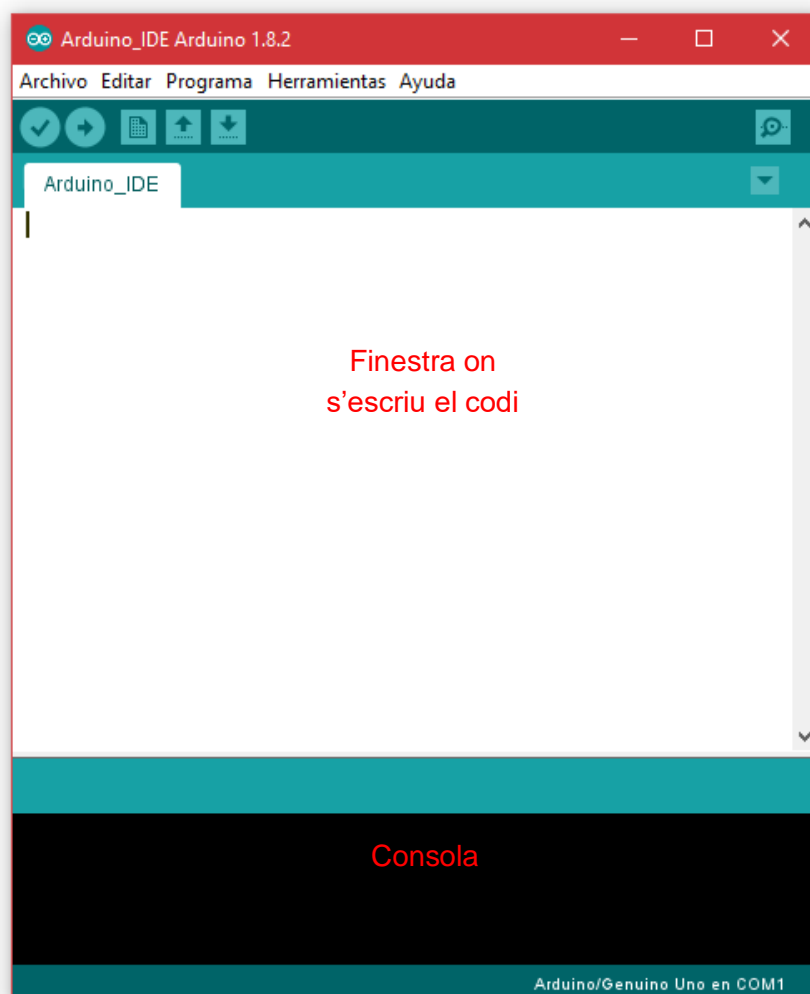 Arduino_IDE Arduino 1.8.2
Archivo Editar Programa Herramientas Ayuda
Arduino_IDE
Finestra on
s’escriu el codi
Consola
Arduino/Genuino Uno en COM1